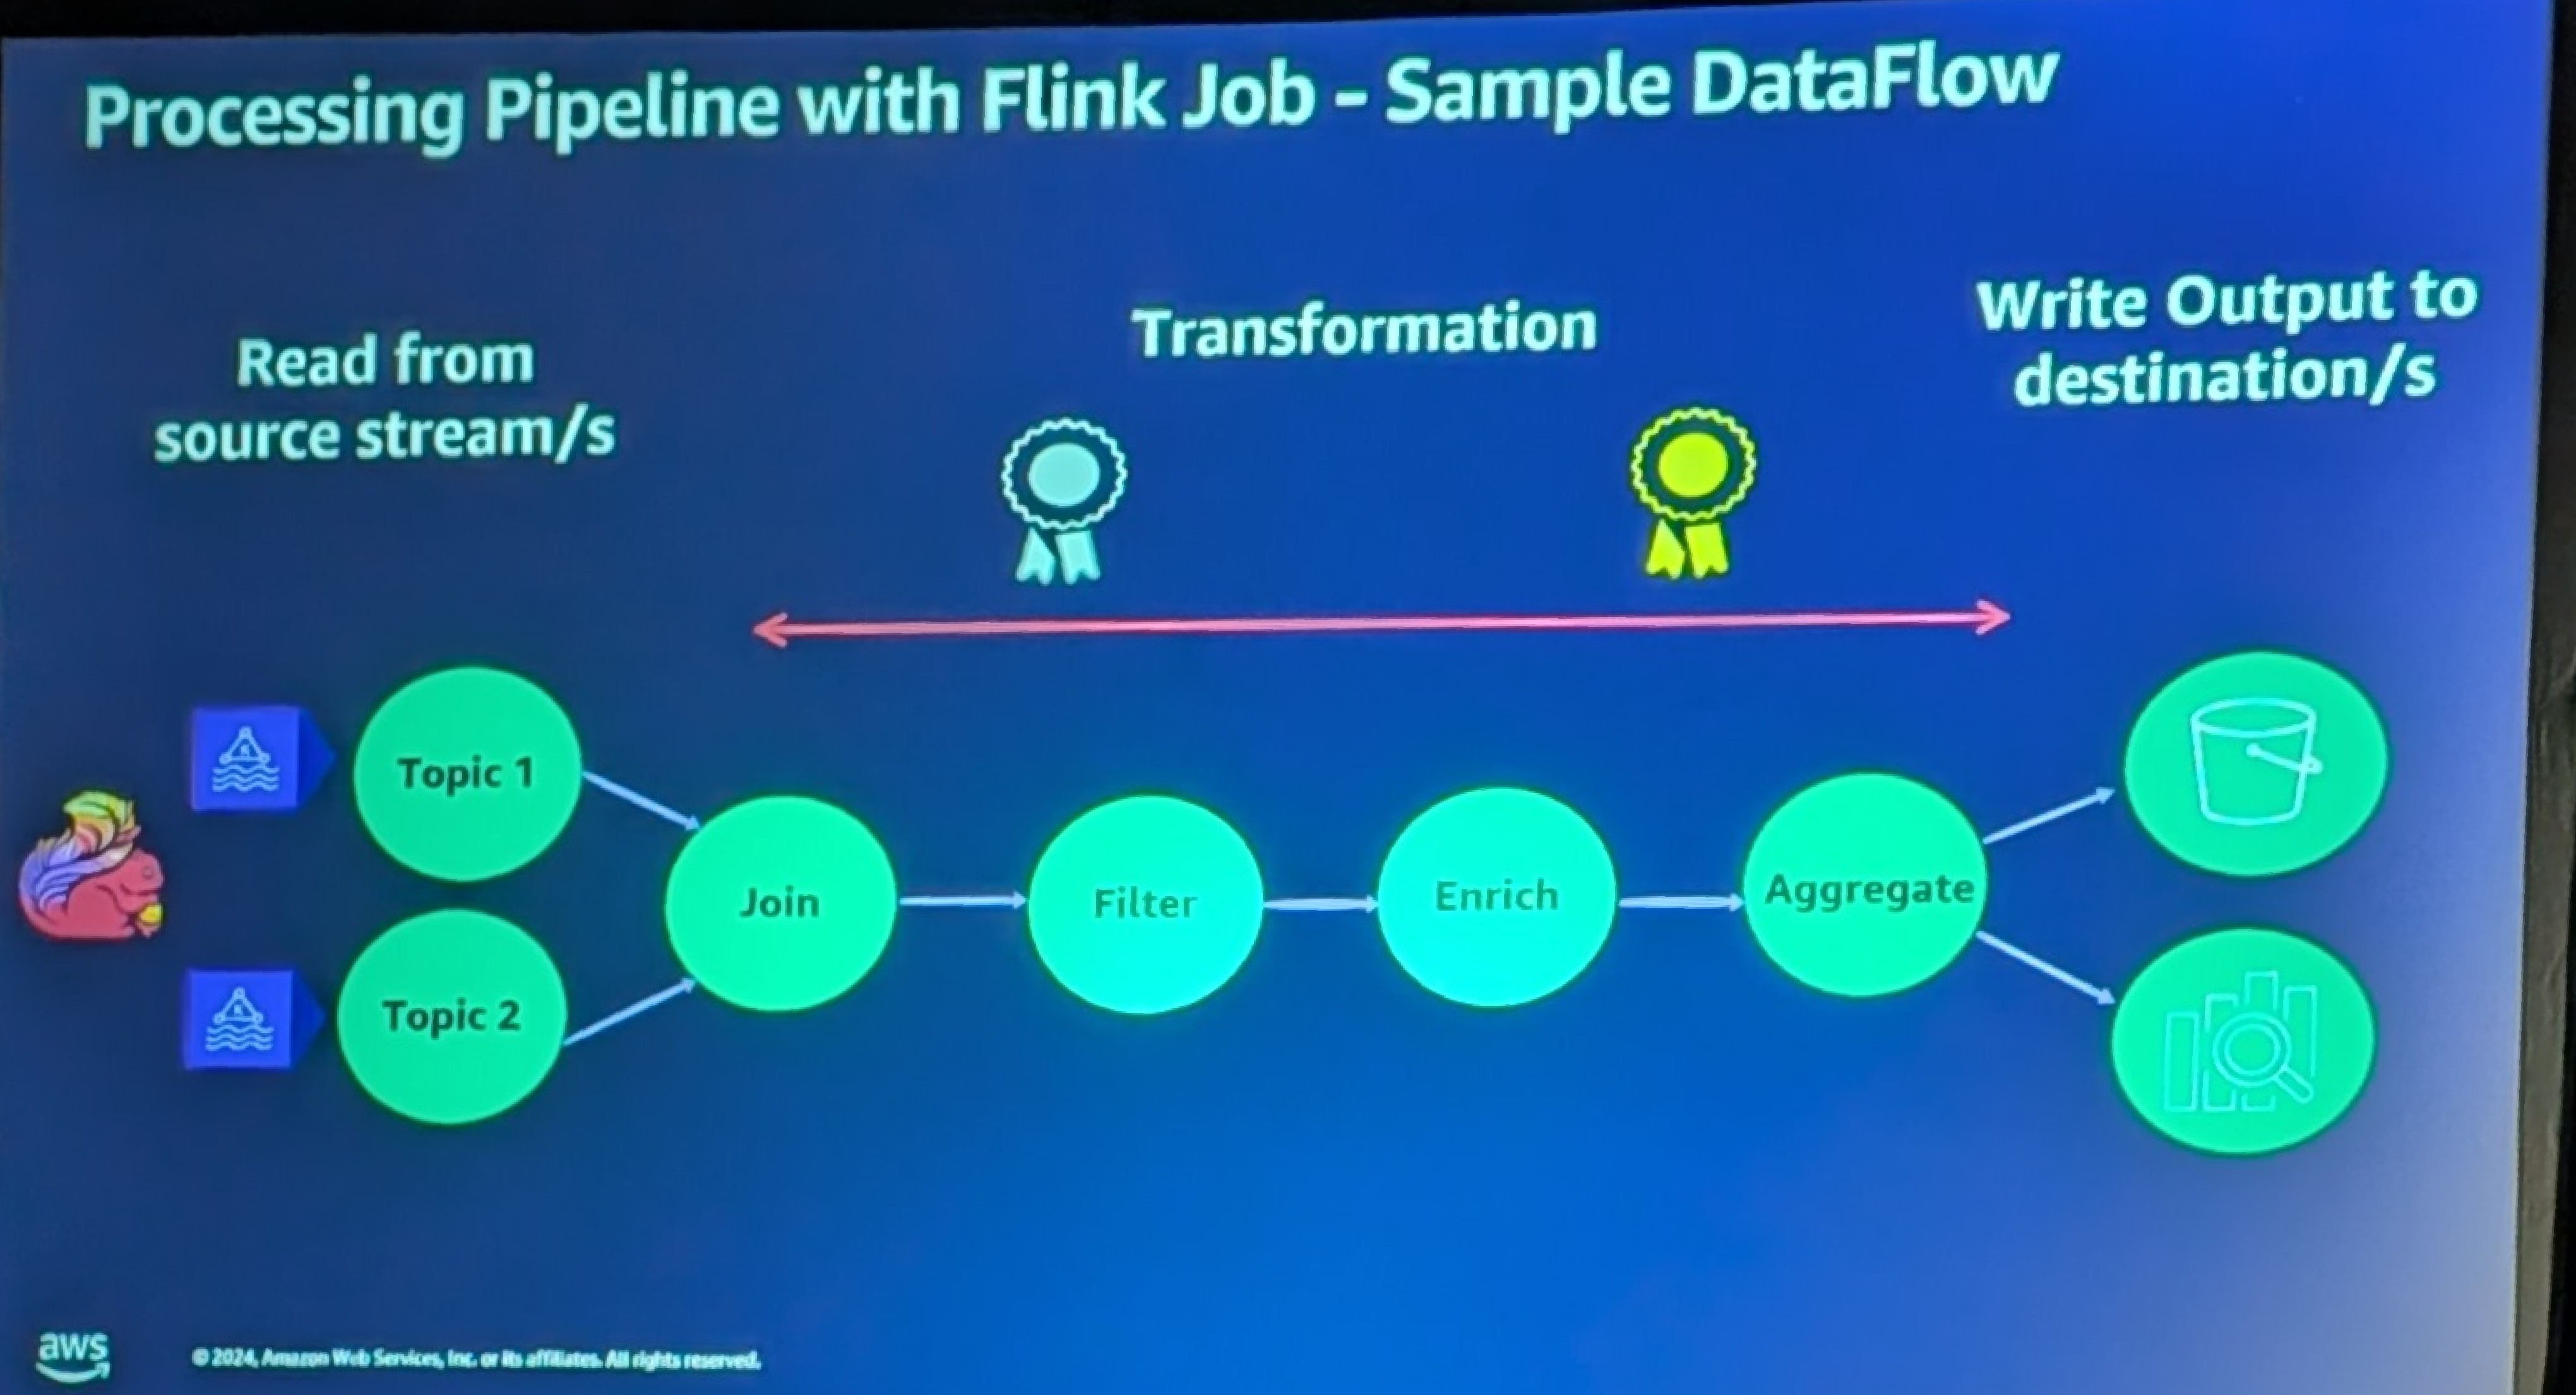 Processing Pipeline with Flink Job - Sample DataFlow
Read from
source stream/s
Transformation
Write Output to
destination/s
Topic 1
Topic 2
Join
Filter
Enrich
Aggregate
aws
© 2024, Amazon Web Services, Inc. or its affiliates. All rights reserved.